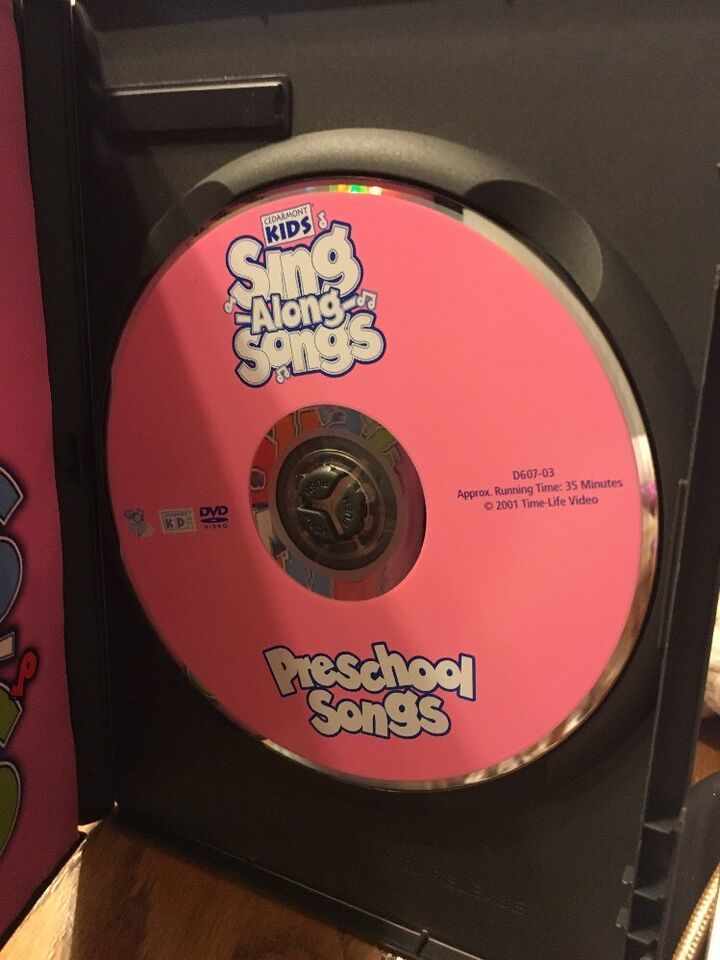 CEDARMONT
KIDS
Sing
-Along-
Songs
D607-03
Approx. Running Time: 35 Minutes
© 2001 Time-Life Video
DVD
VIDEO
Preschool
Songs